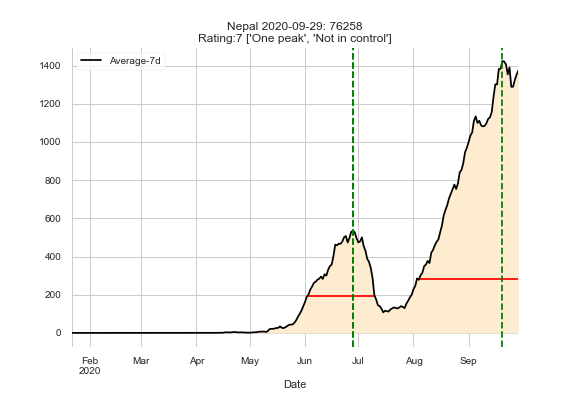 Nepal 2020-09-29: 76258
Rating:7 ['One peak', 'Not in control']
Average-7d
1400
1200
1000
800
600
400
200
0
Feb Mar Apr May Jun Jul Aug Sep
2020
Date